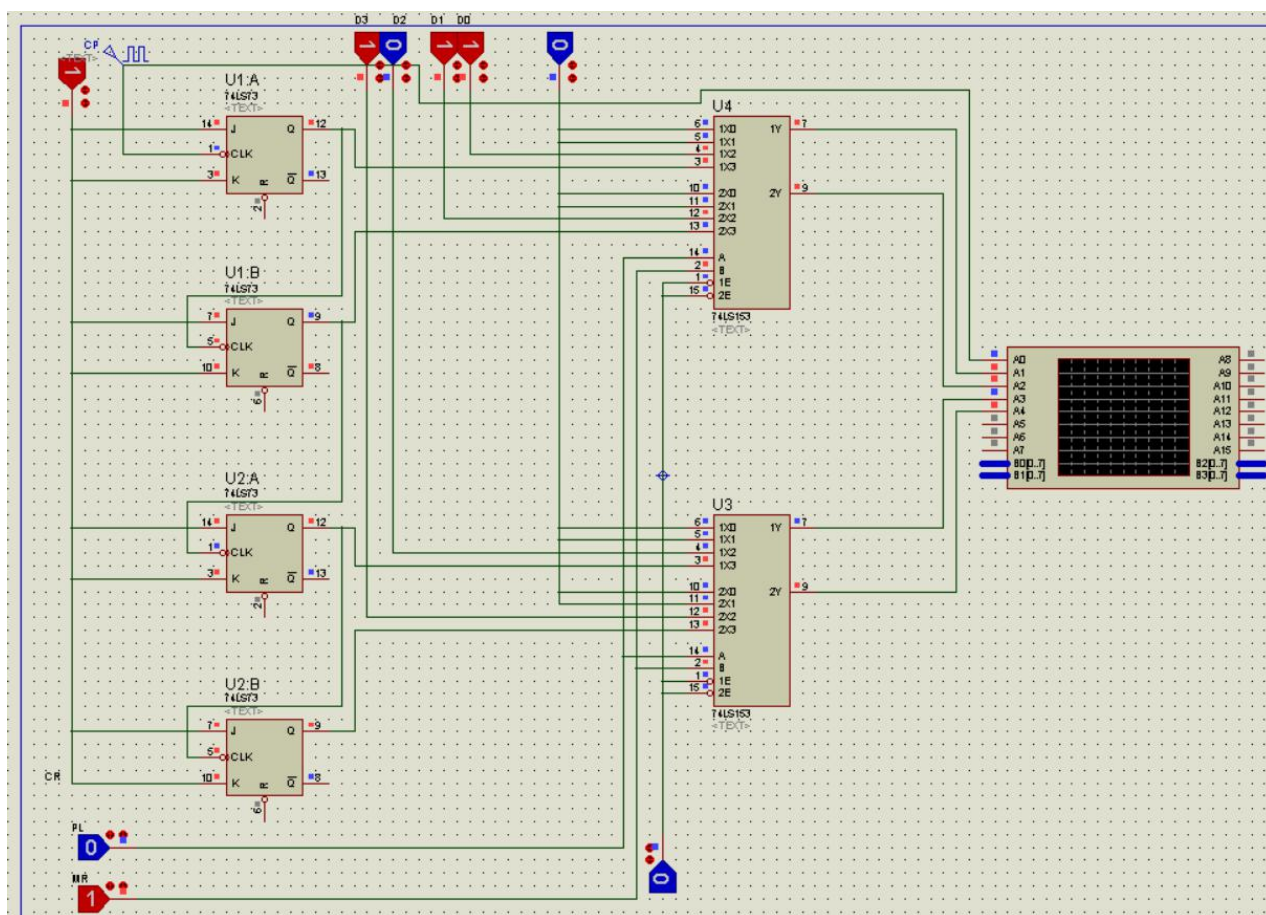 D3 D2 D1 D0
CP
<TEXT>
1
1 0 1 1 0
U1:A
74LS73
<TEXT>
14 J Q 12
1 CLK
3 K R Q 13
2
U1:B
74LS73
<TEXT>
7 J Q 9
5 CLK
10 K R Q 8
6
U2:A
74LS73
<TEXT>
14 J Q 12
1 CLK
3 K R Q 13
2
U2:B
74LS73
<TEXT>
7 J Q 9
5 CLK
10 K R Q 8
6
CR
PL
0
MR
1
0
U4
6 1X0 1Y 7
5 1X1
4 1X2
3 1X3
10 2X0 2Y 9
11 2X1
12 2X2
13 2X3
14 A
2 B
1 1E
15 2E
74LS153
<TEXT>
U3
6 1X0 1Y 7
5 1X1
4 1X2
3 1X3
10 2X0 2Y 9
11 2X1
12 2X2
13 2X3
14 A
2 B
1 1E
15 2E
74LS153
<TEXT>
A0 A8
A1 A9
A2 A10
A3 A11
A4 A12
A5 A13
A6 A14
A7 A15
B0[0..7] B2[0..7]
B1[0..7] B3[0..7]